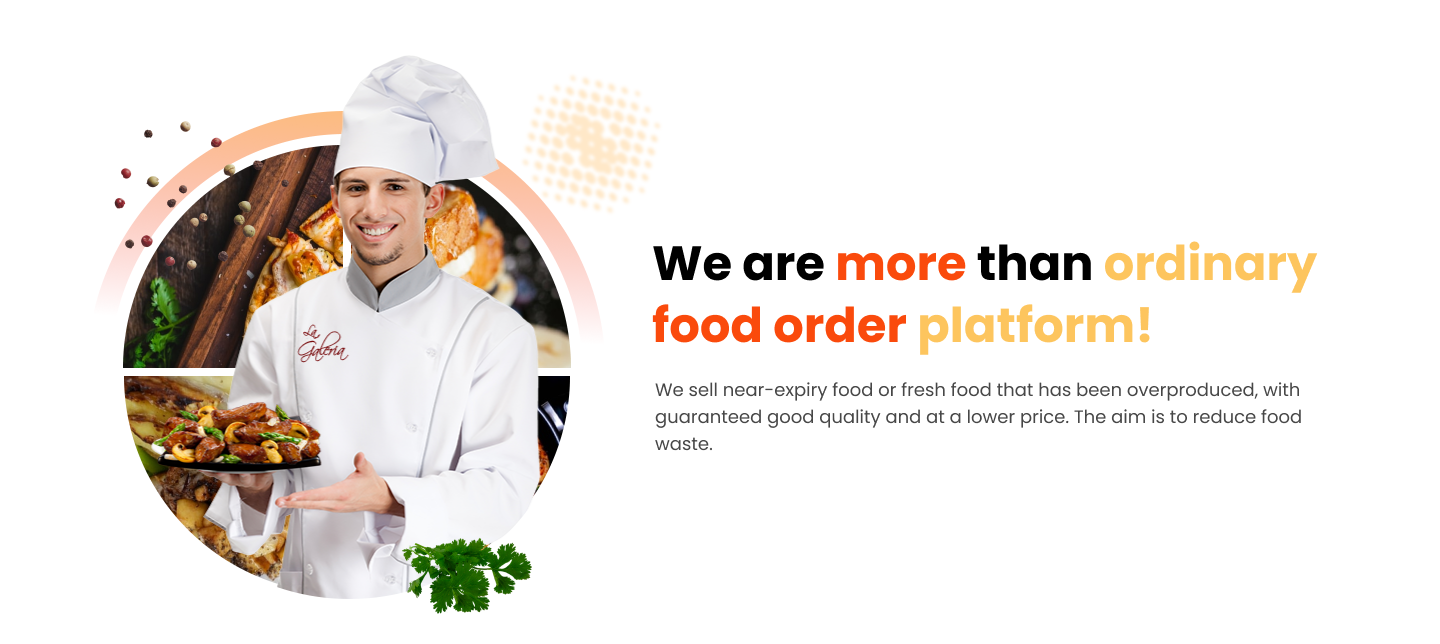 La
Galeria
We are more than ordinary
food order platform!
We sell near-expiry food or fresh food that has been overproduced, with
guaranteed good quality and at a lower price. The aim is to reduce food
waste.